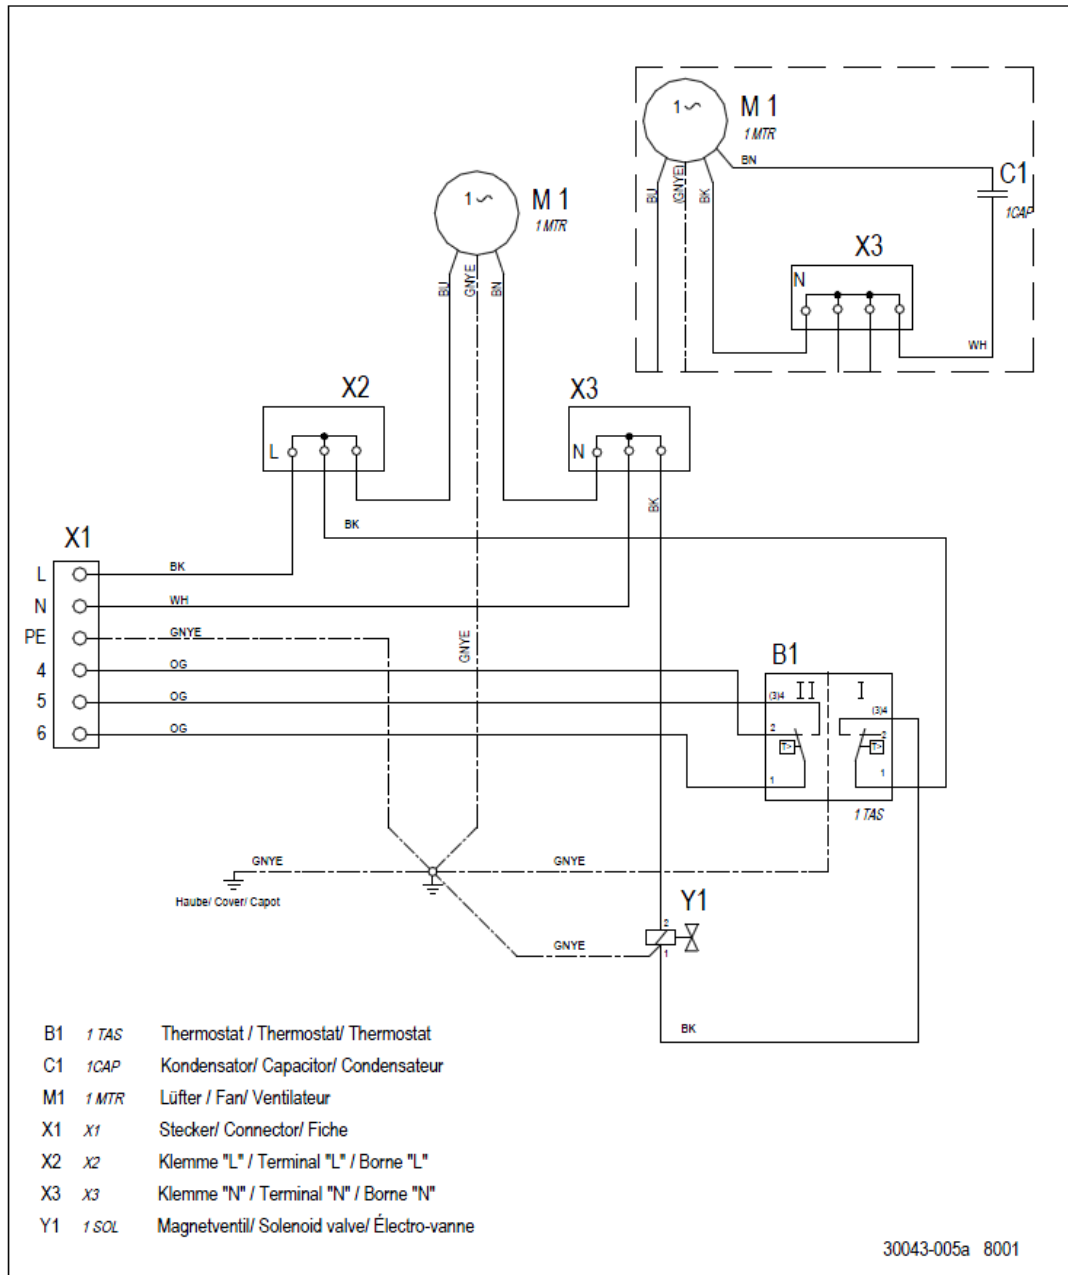 M 1
1 MTR
1
BU
(GNYE)
BK
BN
C1
1CAP
X3
N
WH
M 1
1 MTR
1
BU
GNYE
BN
X2
L
X3
N
BK
BK
X1
L
BK
N
WH
PE
GNYE
4
OG
5
OG
6
OG
GNYE
B1
II
I
(3)4
(3)4
2
2
T>
T>
1
1
1 TAS
GNYE
GNYE
Haube/ Cover/ Capot
GNYE
Y1
2
1
BK
B1 1 TAS Thermostat / Thermostat/ Thermostat
C1 1CAP Kondensator/ Capacitor/ Condensateur
M1 1 MTR Lüfter / Fan/ Ventilateur
X1 X1 Stecker/ Connector/ Fiche
X2 X2 Klemme "L" / Terminal "L" / Borne "L"
X3 X3 Klemme "N" / Terminal "N" / Borne "N"
Y1 1 SOL Magnetventil/ Solenoid valve/ Électro-vanne
30043-005a 8001